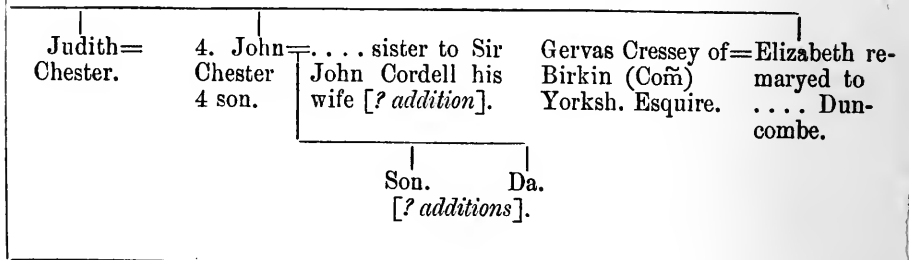 Judith=
Chester.
4. John=. . . . sister to Sir
Chester John Cordell his
4 son. wife [? addition].
Gervas Cressey of=Elizabeth re-
Birkin (Com̃) maryed to
Yorksh. Esquire. . . . . Dun-
combe.
Son. Da.
[? additions].